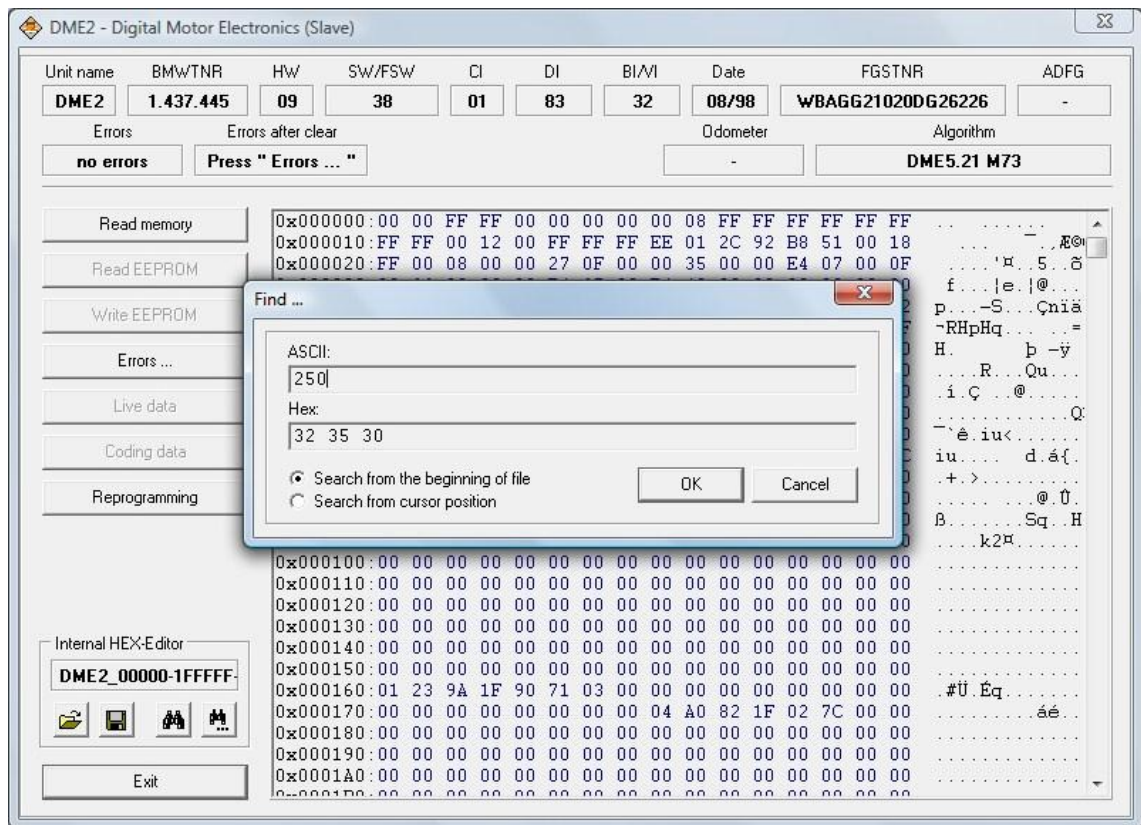 DME2 - Digital Motor Electronics (Slave)
Unit name BMWTNR HW SW/FSW CI DI BI/VI Date FGSTNR ADFG
DME2 1.437.445 09 38 01 83 32 08/98 WBAGG21020DG26226 -
Errors Errors after clear Odometer Algorithm
no errors Press " Errors ... " - DME5.21 M73
Read memory
Read EEPROM
Write EEPROM
Errors ...
Live data
Coding data
Reprogramming
Internal HEX-Editor
DME2_00000-1FFFFF-
Exit
0x000000:00 00 FF FF 00 00 00 00 00 08 FF FF FF FF FF FF
0x000010:FF FF 00 12 00 FF FF FF EE 01 2C 92 B8 51 00 18
0x000020:FF 00 08 00 00 27 0F 00 00 35 00 00 E4 07 00 0F
Find ...
ASCII:
250
Hex:
32 35 30
Search from the beginning of file
Search from cursor position
OK Cancel
0x000100:00 00 00 00 00 00 00 00 00 00 00 00 00 00 00 00
0x000110:00 00 00 00 00 00 00 00 00 00 00 00 00 00 00 00
0x000120:00 00 00 00 00 00 00 00 00 00 00 00 00 00 00 00
0x000130:00 00 00 00 00 00 00 00 00 00 00 00 00 00 00 00
0x000140:00 00 00 00 00 00 00 00 00 00 00 00 00 00 00 00
0x000150:00 00 00 00 00 00 00 00 00 00 00 00 00 00 00 00
0x000160:01 23 9A 1F 90 71 03 00 00 00 00 00 00 00 00 00 .#Ü.Éq.......
0x000170:00 00 00 00 00 00 00 00 04 A0 82 1F 02 7C 00 00
0x000180:00 00 00 00 00 00 00 00 00 00 00 00 00 00 00 00
0x000190:00 00 00 00 00 00 00 00 00 00 00 00 00 00 00 00
0x0001A0:00 00 00 00 00 00 00 00 00 00 00 00 00 00 00 00